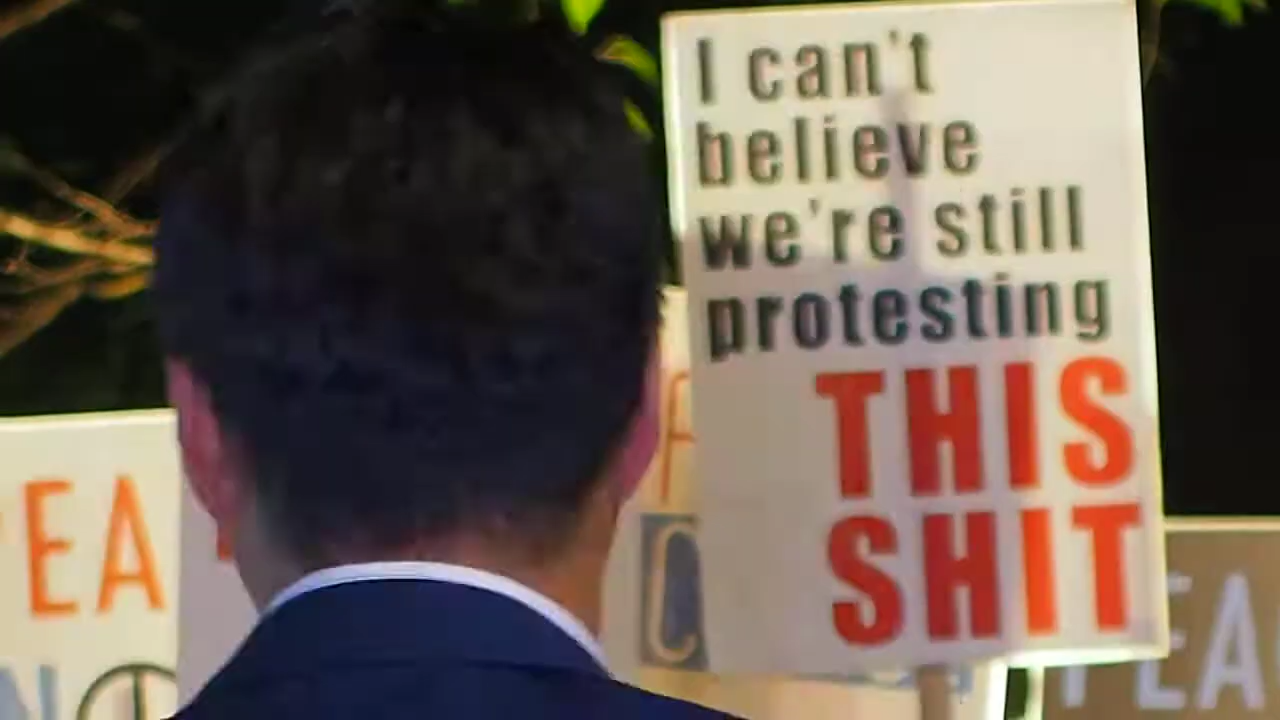 I can't
believe
we're still
protesting
THIS
SHIT